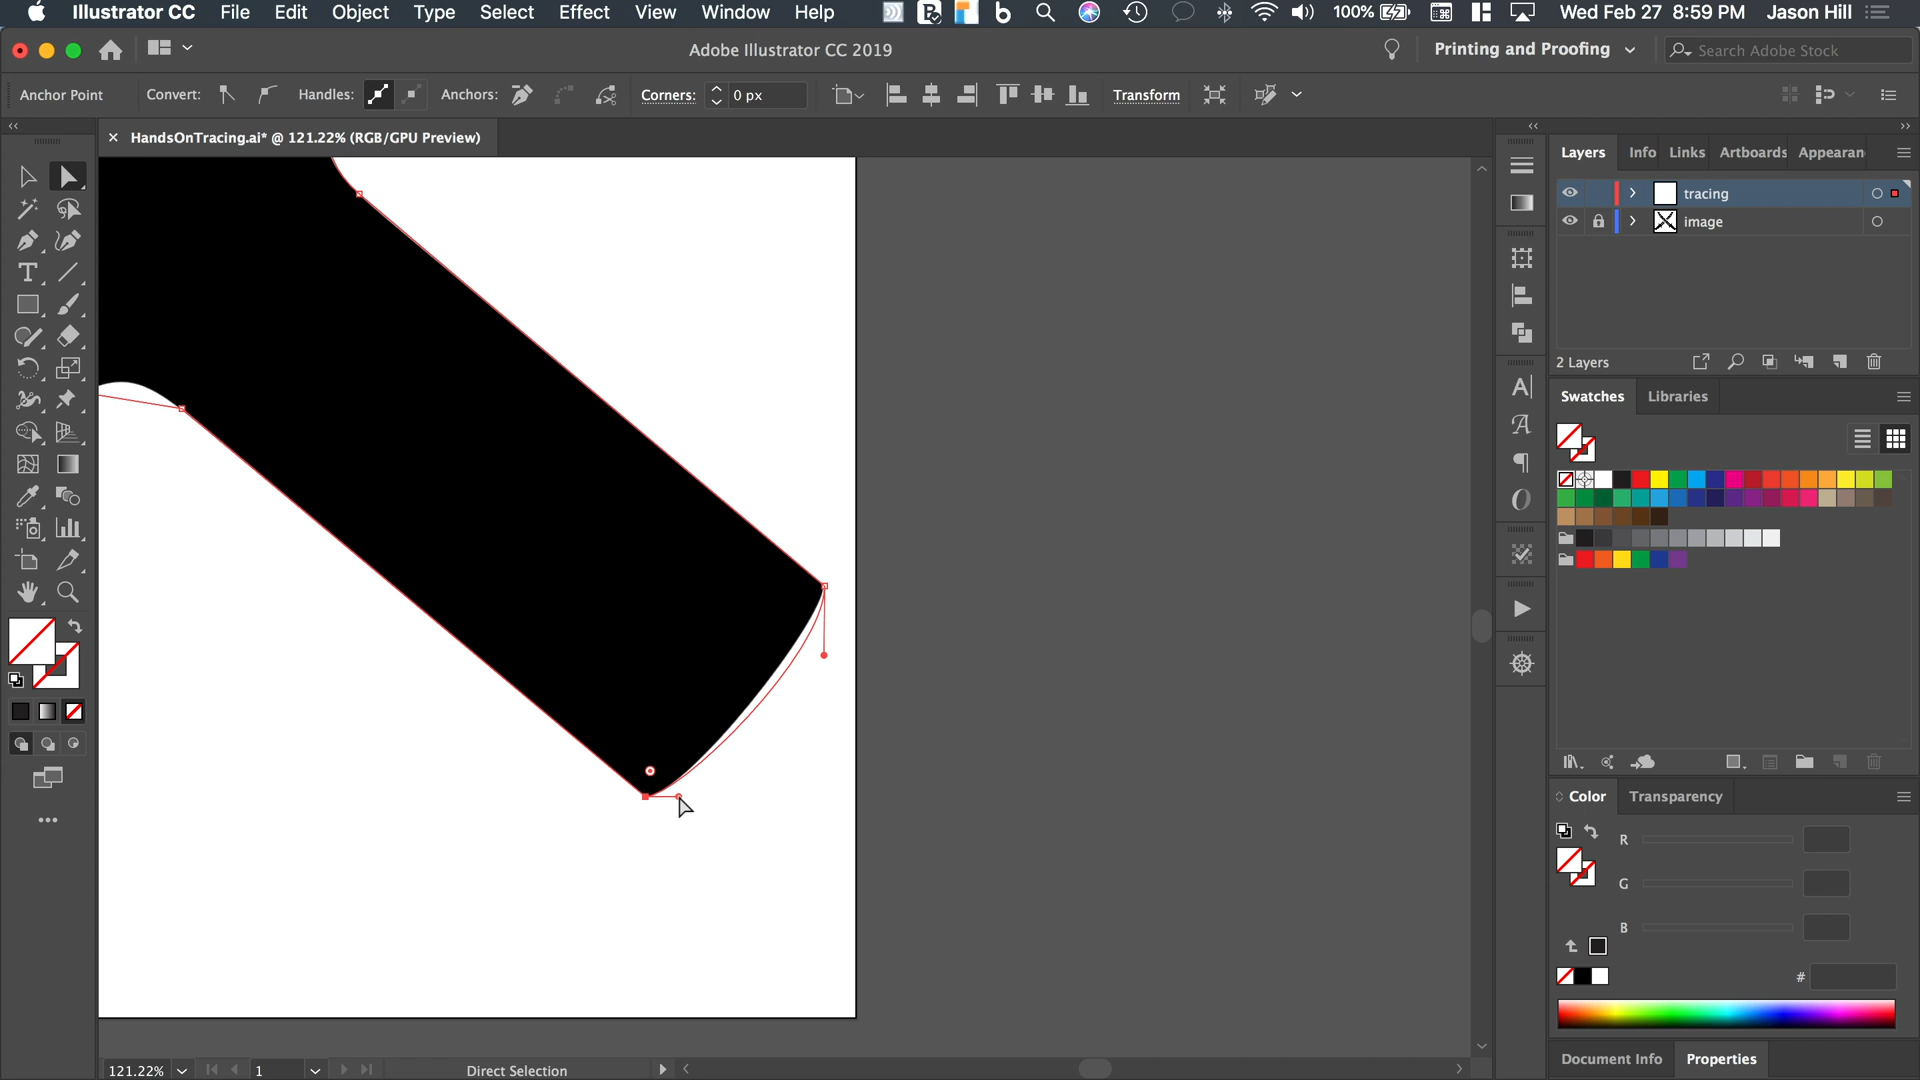 Illustrator CC File Edit Object Type Select Effect View Window Help 100% Wed Feb 27 8:59 PM Jason Hill
Adobe Illustrator CC 2019 Printing and Proofing Search Adobe Stock
Anchor Point Convert: Handles: Anchors: Corners: 0 px Transform
HandsOnTracing.ai* @ 121.22% (RGB/GPU Preview)
Layers Info Links Artboards Appearan
tracing
image
2 Layers
Swatches Libraries
Color Transparency
R
G
B
#
Document Info Properties
121.22% 1 Direct Selection